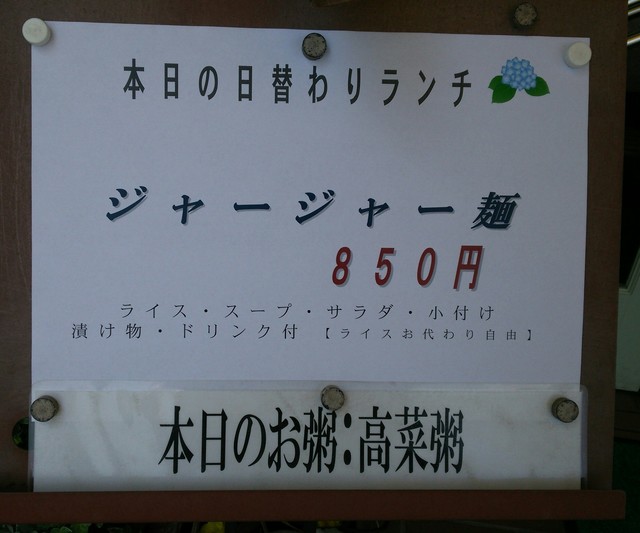 本日の日替わりランチ
ジャージャー麺
850円
ライス・スープ・サラダ・小付け
漬け物・ドリンク付【ライスお代わり自由】
本日のお粥：高菜粥